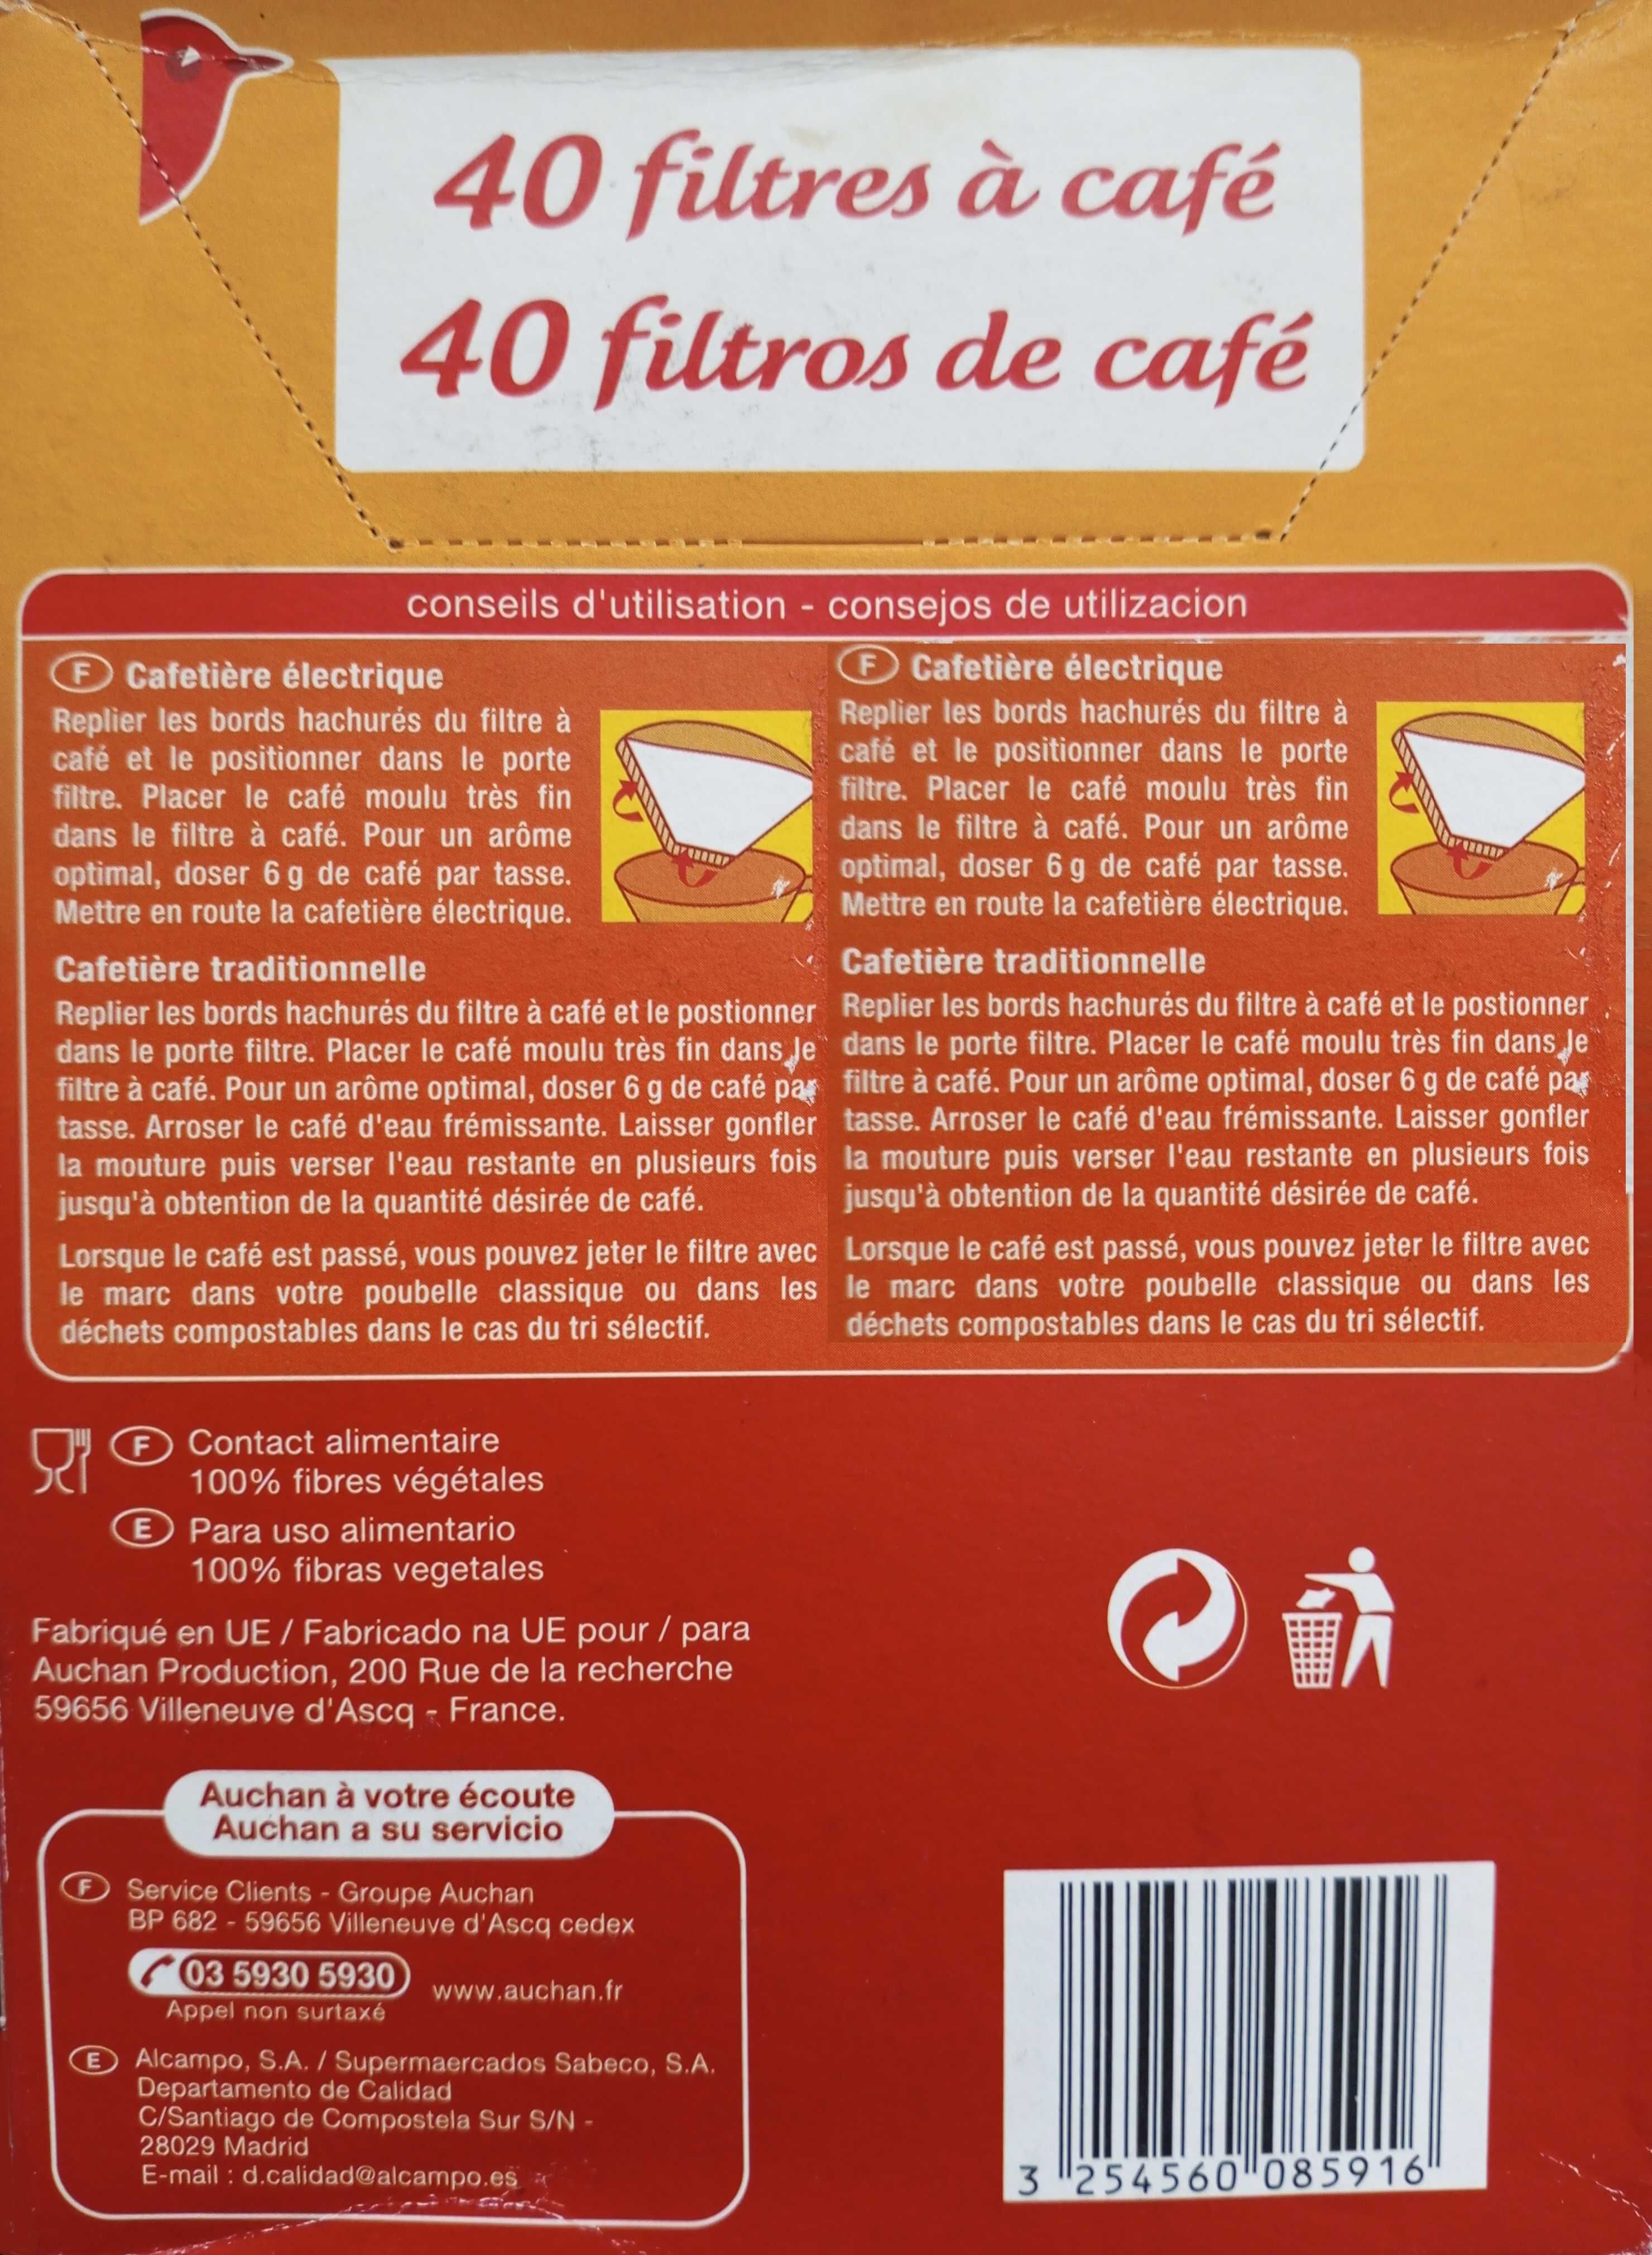 40 filtres à café
40 filtros de café
conseils d'utilisation - consejos de utilizacion
F Cafetière électrique
Replier les bords hachurés du filtre à
café et le positionner dans le porte
filtre. Placer le café moulu très fin
dans le filtre à café. Pour un arôme
optimal, doser 6 g de café par tasse.
Mettre en route la cafetière électrique.
Cafetière traditionnelle
Replier les bords hachurés du filtre à café et le postionner
dans le porte filtre. Placer le café moulu très fin dans le
filtre à café. Pour un arôme optimal, doser 6 g de café par
tasse. Arroser le café d'eau frémissante. Laisser gonfler
la mouture puis verser l'eau restante en plusieurs fois
jusqu'à obtention de la quantité désirée de café.
Lorsque le café est passé, vous pouvez jeter le filtre avec
le marc dans votre poubelle classique ou dans les
déchets compostables dans le cas du tri sélectif.
F Cafetière électrique
Replier les bords hachurés du filtre à
café et le positionner dans le porte
filtre. Placer le café moulu très fin
dans le filtre à café. Pour un arôme
optimal, doser 6 g de café par tasse.
Mettre en route la cafetière électrique.
Cafetière traditionnelle
Replier les bords hachurés du filtre à café et le postionner
dans le porte filtre. Placer le café moulu très fin dans le
filtre à café. Pour un arôme optimal, doser 6 g de café par
tasse. Arroser le café d'eau frémissante. Laisser gonfler
la mouture puis verser l'eau restante en plusieurs fois
jusqu'à obtention de la quantité désirée de café.
Lorsque le café est passé, vous pouvez jeter le filtre avec
le marc dans votre poubelle classique ou dans les
déchets compostables dans le cas du tri sélectif.
F Contact alimentaire
100% fibres végétales
E Para uso alimentario
100% fibras vegetales
Fabriqué en UE / Fabricado na UE pour / para
Auchan Production, 200 Rue de la recherche
59656 Villeneuve d'Ascq - France.
Auchan à votre écoute
Auchan a su servicio
F Service Clients - Groupe Auchan
BP 682 - 59656 Villeneuve d'Ascq cedex
03 5930 5930 www.auchan.fr
Appel non surtaxé
E Alcampo, S.A. / Supermaercados Sabeco, S.A.
Departamento de Calidad
C/Santiago de Compostela Sur S/N -
28029 Madrid
E-mail : d.calidad@alcampo.es
3 254560 085916